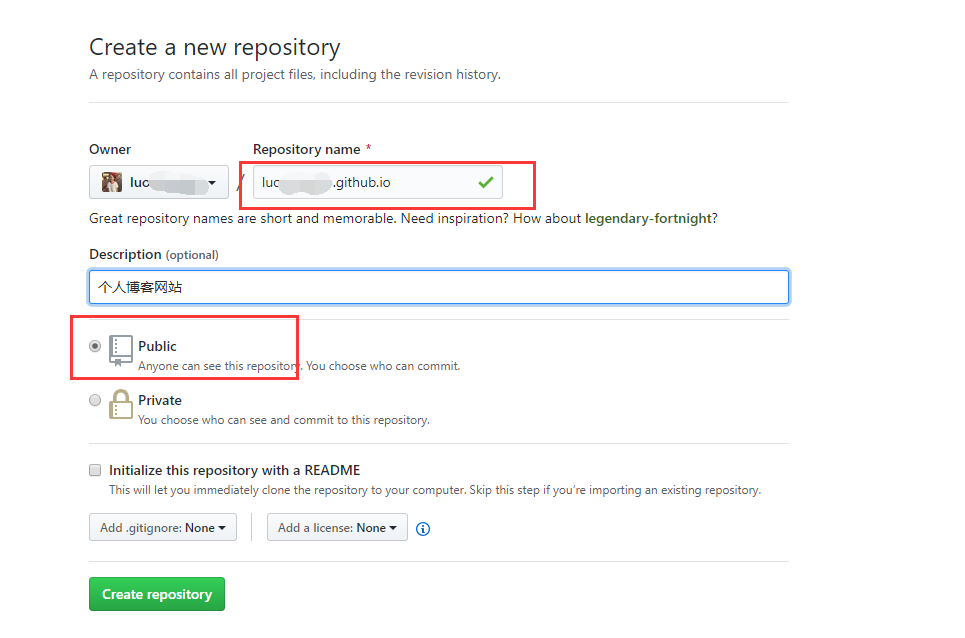 Create a new repository
A repository contains all project files, including the revision history.
Owner
Repository name *
luc / luc .github.io
Great repository names are short and memorable. Need inspiration? How about legendary-fortnight?
Description (optional)
个人博客网站
Public
Anyone can see this repository. You choose who can commit.
Private
You choose who can see and commit to this repository.
Initialize this repository with a README
This will let you immediately clone the repository to your computer. Skip this step if you’re importing an existing repository.
Add .gitignore: None Add a license: None
Create repository